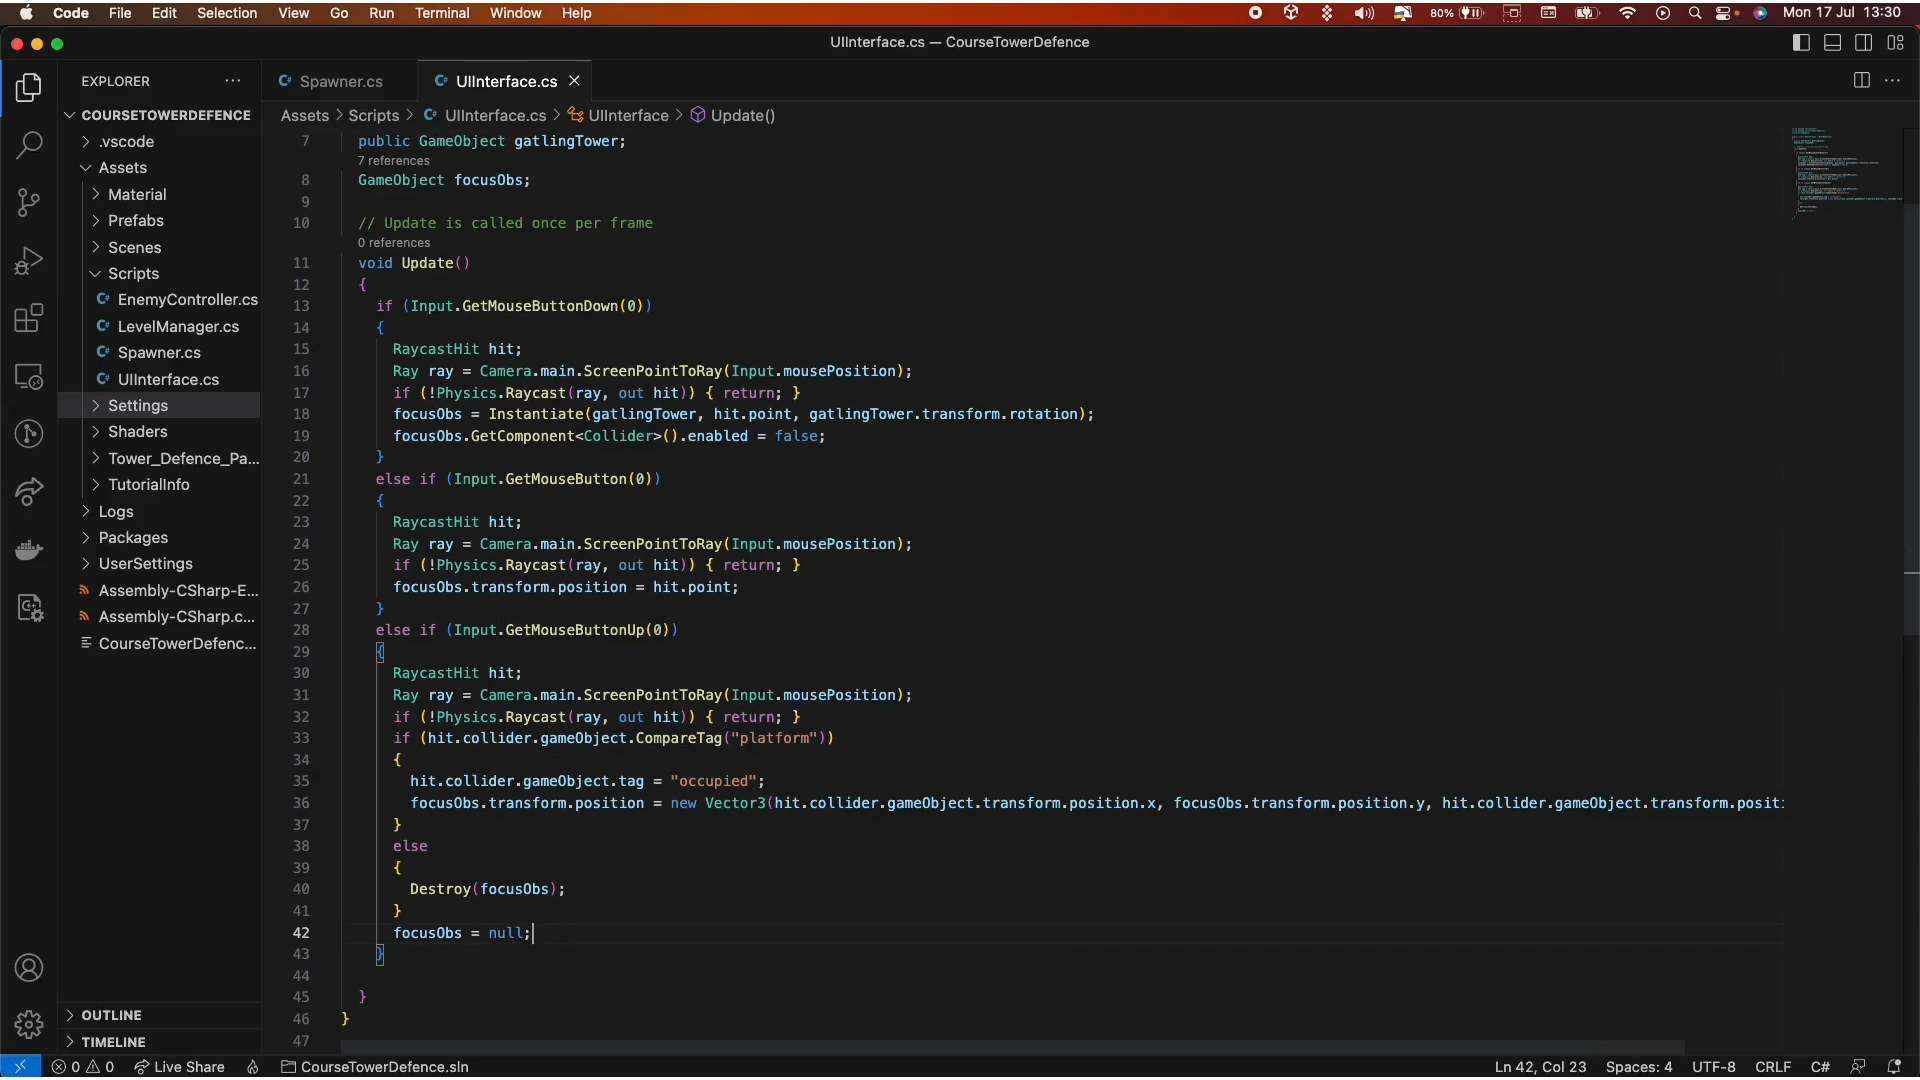 Code File Edit Selection View Go Run Terminal Window Help 80% Mon 17 Jul 13:30
UIInterface.cs — CourseTowerDefence
EXPLORER
COURSETOWERDEFENCE
.vscode
Assets
Material
Prefabs
Scenes
Scripts
EnemyController.cs
LevelManager.cs
Spawner.cs
UIInterface.cs
Settings
Shaders
Tower_Defence_Pa...
TutorialInfo
Logs
Packages
UserSettings
Assembly-CSharp-E...
Assembly-CSharp.c...
CourseTowerDefenc...
OUTLINE
TIMELINE
Spawner.cs UIInterface.cs
Assets > Scripts > UIInterface.cs > UIInterface > Update()
7 public GameObject gatlingTower;
7 references
8 GameObject focusObs;
9
10 // Update is called once per frame
0 references
11 void Update()
12 {
13 if (Input.GetMouseButtonDown(0))
14 {
15 RaycastHit hit;
16 Ray ray = Camera.main.ScreenPointToRay(Input.mousePosition);
17 if (!Physics.Raycast(ray, out hit)) { return; }
18 focusObs = Instantiate(gatlingTower, hit.point, gatlingTower.transform.rotation);
19 focusObs.GetComponent<Collider>().enabled = false;
20 }
21 else if (Input.GetMouseButton(0))
22 {
23 RaycastHit hit;
24 Ray ray = Camera.main.ScreenPointToRay(Input.mousePosition);
25 if (!Physics.Raycast(ray, out hit)) { return; }
26 focusObs.transform.position = hit.point;
27 }
28 else if (Input.GetMouseButtonUp(0))
29 {
30 RaycastHit hit;
31 Ray ray = Camera.main.ScreenPointToRay(Input.mousePosition);
32 if (!Physics.Raycast(ray, out hit)) { return; }
33 if (hit.collider.gameObject.CompareTag("platform"))
34 {
35 hit.collider.gameObject.tag = "occupied";
36 focusObs.transform.position = new Vector3(hit.collider.gameObject.transform.position.x, focusObs.transform.position.y, hit.collider.gameObject.transform.positi
37 }
38 else
39 {
40 Destroy(focusObs);
41 }
42 focusObs = null;
43 }
44
45 }
46 }
47
0 0 Live Share CourseTowerDefence.sln Ln 42, Col 23 Spaces: 4 UTF-8 CRLF C#